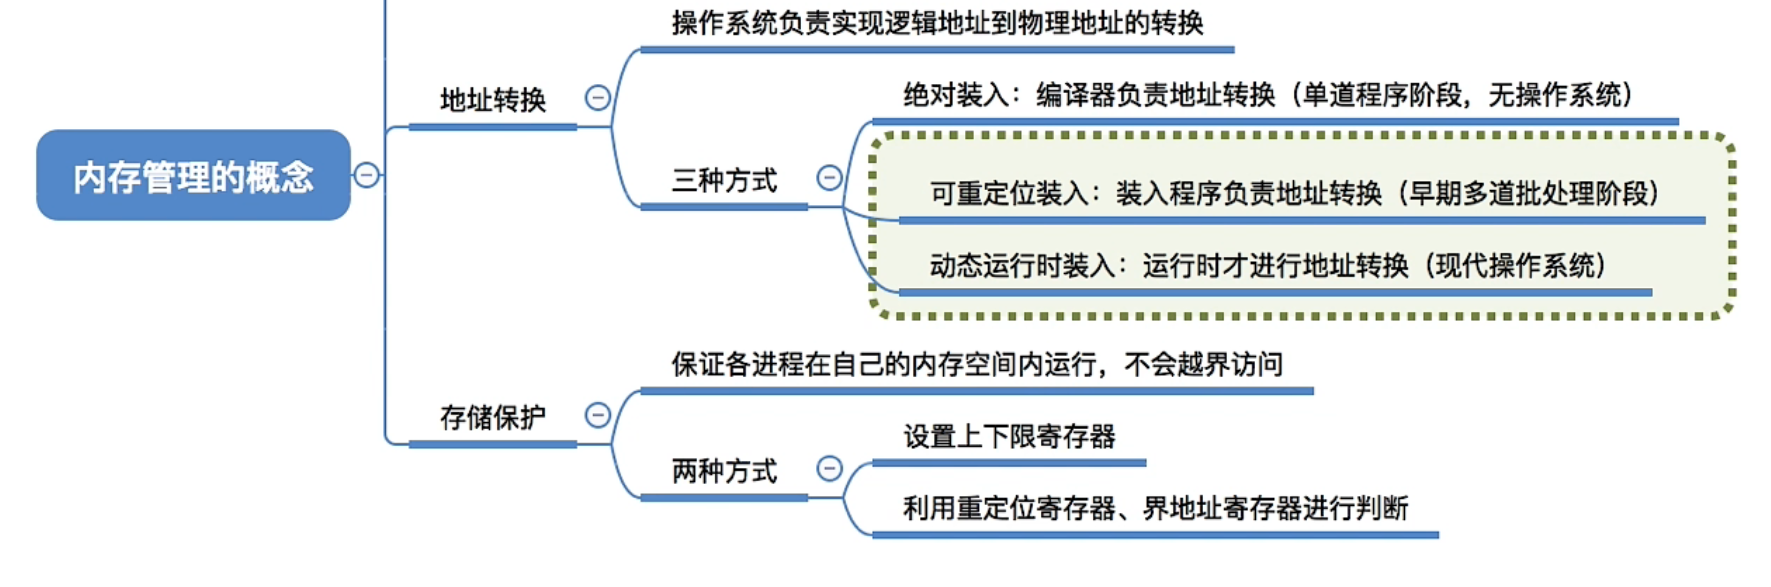 内存管理的概念
地址转换
操作系统负责实现逻辑地址到物理地址的转换
三种方式
绝对装入：编译器负责地址转换（单道程序阶段，无操作系统）
可重定位装入：装入程序负责地址转换（早期多道批处理阶段）
动态运行时装入：运行时才进行地址转换（现代操作系统）
存储保护
保证各进程在自己的内存空间内运行，不会越界访问
两种方式
设置上下限寄存器
利用重定位寄存器、界地址寄存器进行判断